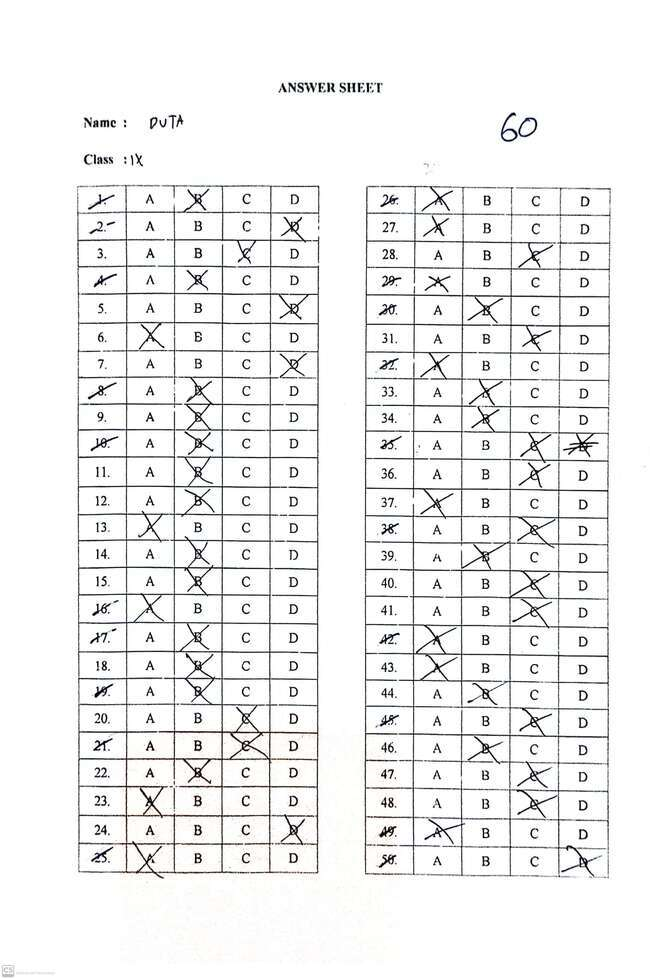 ANSWER SHEET
Name : DUTA
60
Class : IX
1. A B C D
2. A B C D
3. A B C D
4. A B C D
5. A B C D
6. A B C D
7. A B C D
8. A B C D
9. A B C D
10. A B C D
11. A B C D
12. A B C D
13. A B C D
14. A B C D
15. A B C D
16. A B C D
17. A B C D
18. A B C D
19. A B C D
20. A B C D
21. A B C D
22. A B C D
23. A B C D
24. A B C D
25. A B C D
26. A B C D
27. A B C D
28. A B C D
29. A B C D
30. A B C D
31. A B C D
32. A B C D
33. A B C D
34. A B C D
35. A B C D
36. A B C D
37. A B C D
38. A B C D
39. A B C D
40. A B C D
41. A B C D
42. A B C D
43. A B C D
44. A B C D
45. A B C D
46. A B C D
47. A B C D
48. A B C D
49. A B C D
50. A B C D
CS